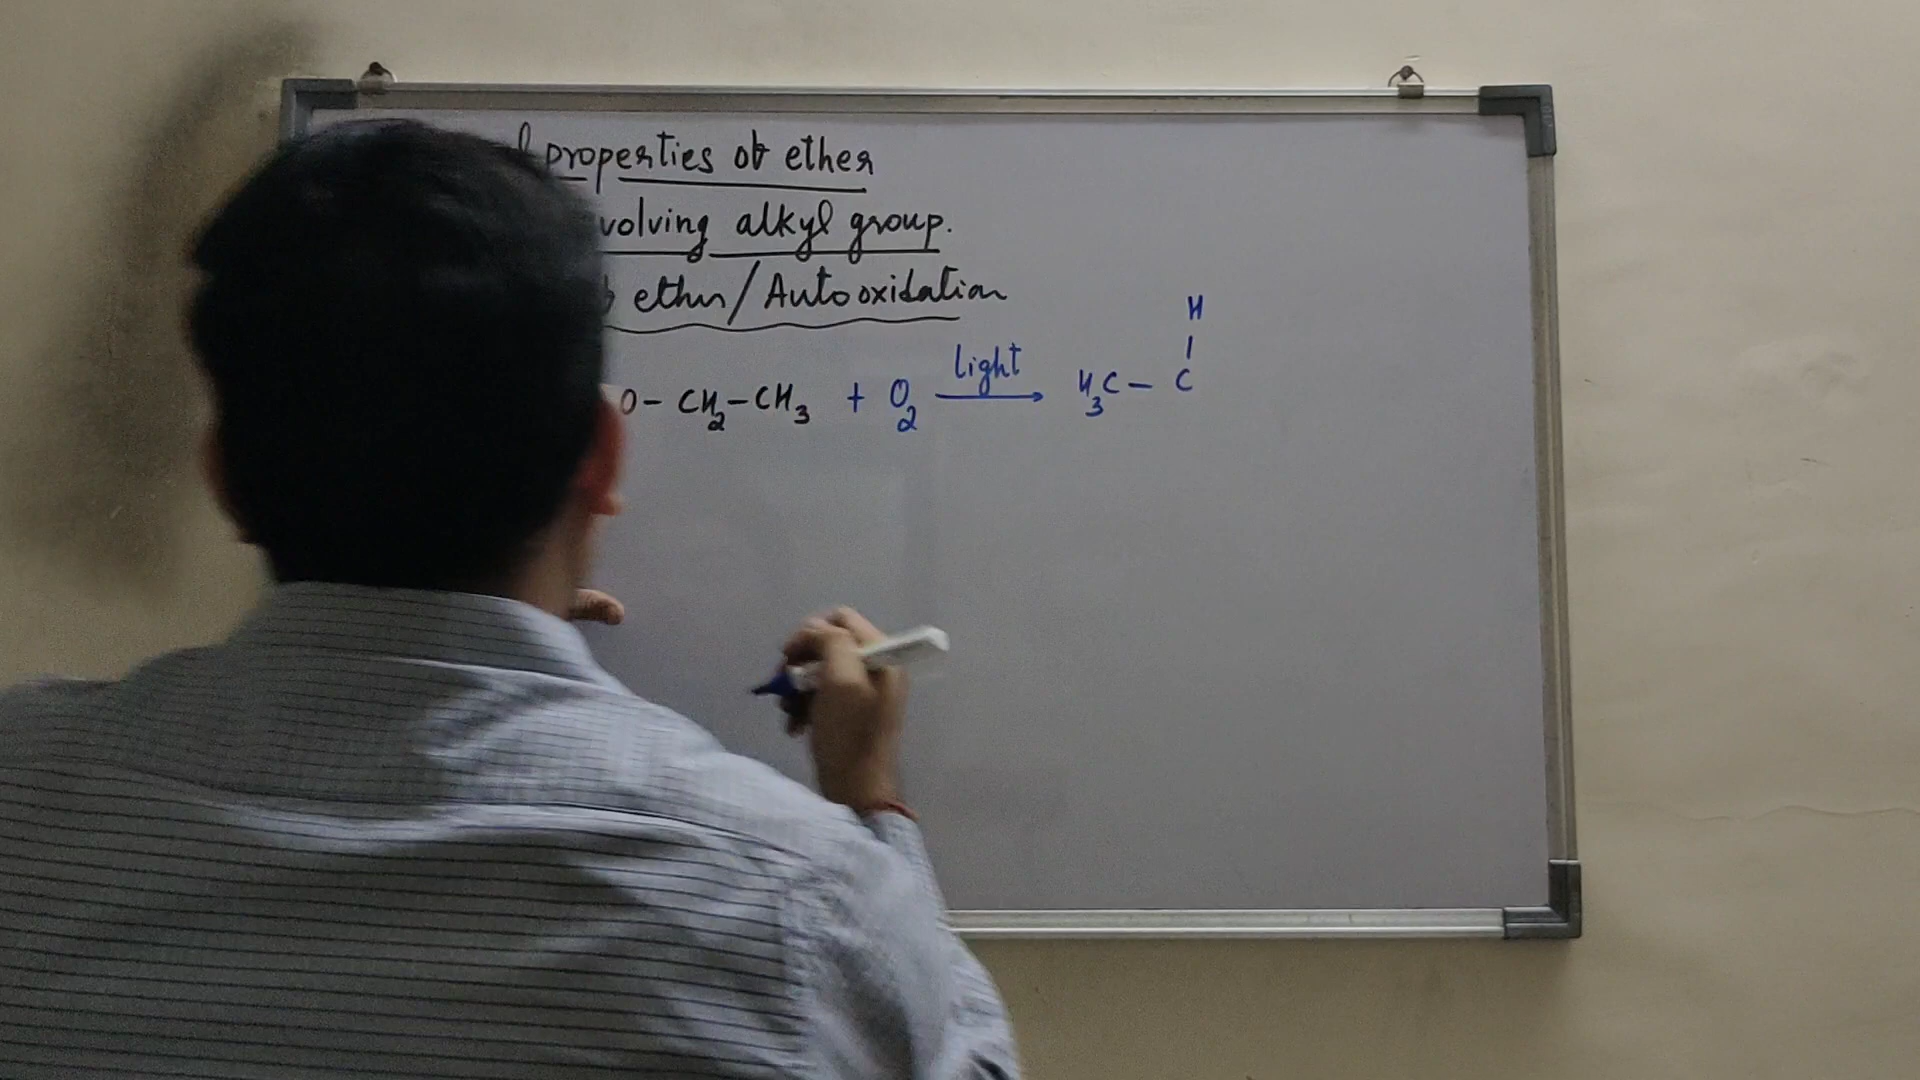 properties of ether
volving alkyl group.
ether/Autooxidation
H
|
O-CH2-CH3 + O2 light → H3C-C